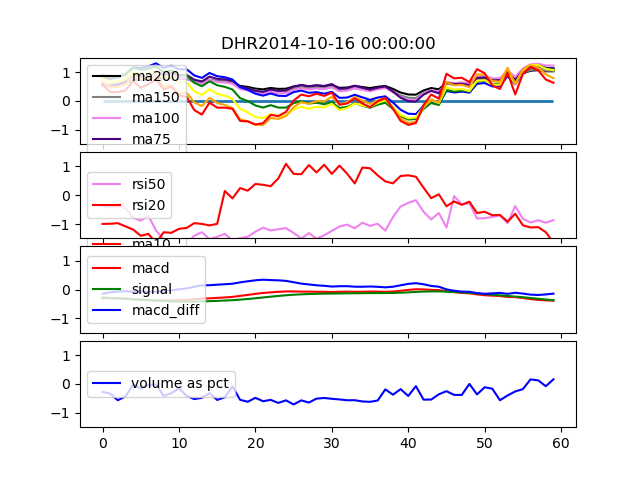 DHR2014-10-16 00:00:00
1
0
−1
ma200
ma150
ma100
ma75
1
0
−1
rsi50
rsi20
ma10
1
0
−1
macd
signal
macd_diff
1
0
−1
volume as pct
0
10
20
30
40
50
60